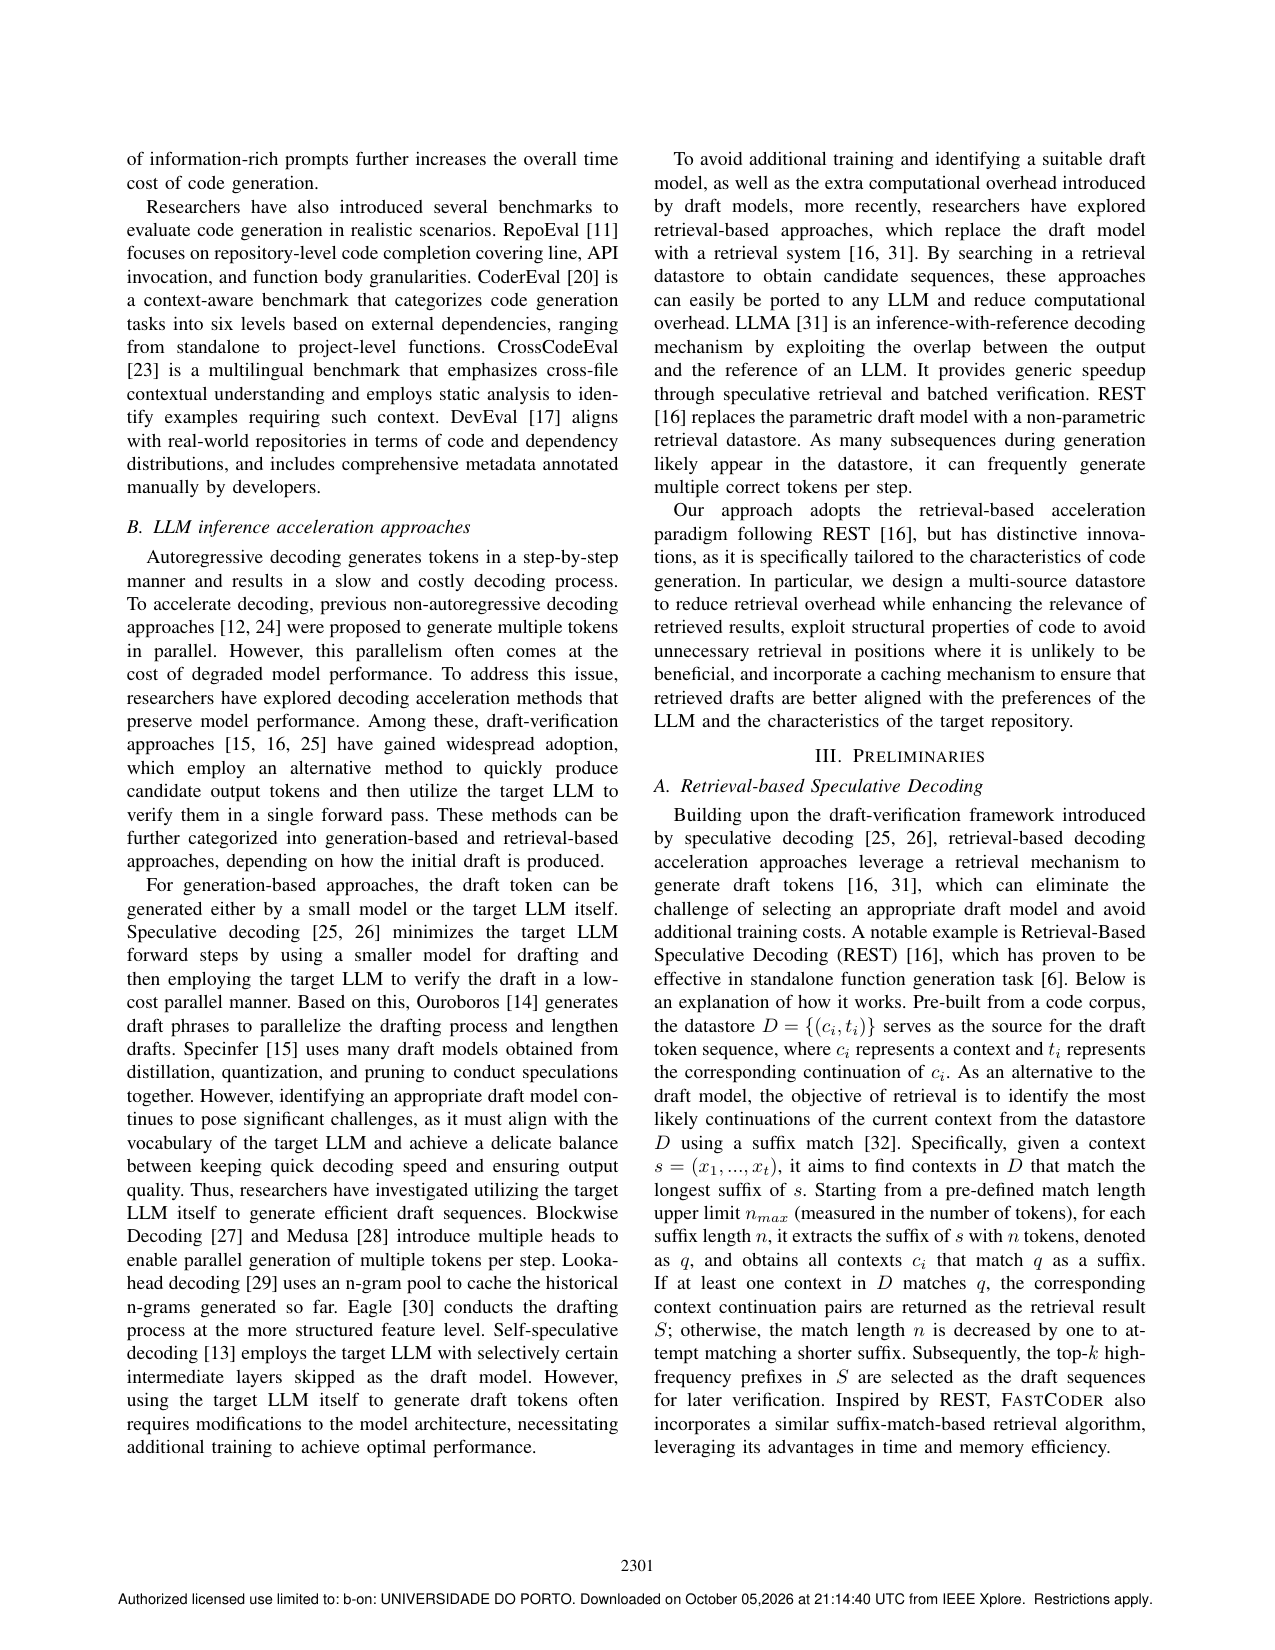 of information-rich prompts further increases the overall time
cost of code generation.
Researchers have also introduced several benchmarks to
evaluate code generation in realistic scenarios. RepoEval [11]
focuses on repository-level code completion covering line, API
invocation, and function body granularities. CoderEval [20] is
a context-aware benchmark that categorizes code generation
tasks into six levels based on external dependencies, ranging
from standalone to project-level functions. CrossCodeEval
[23] is a multilingual benchmark that emphasizes cross-file
contextual understanding and employs static analysis to iden-
tify examples requiring such context. DevEval [17] aligns
with real-world repositories in terms of code and dependency
distributions, and includes comprehensive metadata annotated
manually by developers.
B. LLM inference acceleration approaches
Autoregressive decoding generates tokens in a step-by-step
manner and results in a slow and costly decoding process.
To accelerate decoding, previous non-autoregressive decoding
approaches [12, 24] were proposed to generate multiple tokens
in parallel. However, this parallelism often comes at the
cost of degraded model performance. To address this issue,
researchers have explored decoding acceleration methods that
preserve model performance. Among these, draft-verification
approaches [15, 16, 25] have gained widespread adoption,
which employ an alternative method to quickly produce
candidate output tokens and then utilize the target LLM to
verify them in a single forward pass. These methods can be
further categorized into generation-based and retrieval-based
approaches, depending on how the initial draft is produced.
For generation-based approaches, the draft token can be
generated either by a small model or the target LLM itself.
Speculative decoding [25, 26] minimizes the target LLM
forward steps by using a smaller model for drafting and
then employing the target LLM to verify the draft in a low-
cost parallel manner. Based on this, Ouroboros [14] generates
draft phrases to parallelize the drafting process and lengthen
drafts. Specinfer [15] uses many draft models obtained from
distillation, quantization, and pruning to conduct speculations
together. However, identifying an appropriate draft model con-
tinues to pose significant challenges, as it must align with the
vocabulary of the target LLM and achieve a delicate balance
between keeping quick decoding speed and ensuring output
quality. Thus, researchers have investigated utilizing the target
LLM itself to generate efficient draft sequences. Blockwise
Decoding [27] and Medusa [28] introduce multiple heads to
enable parallel generation of multiple tokens per step. Looka-
head decoding [29] uses an n-gram pool to cache the historical
n-grams generated so far. Eagle [30] conducts the drafting
process at the more structured feature level. Self-speculative
decoding [13] employs the target LLM with selectively certain
intermediate layers skipped as the draft model. However,
using the target LLM itself to generate draft tokens often
requires modifications to the model architecture, necessitating
additional training to achieve optimal performance.
To avoid additional training and identifying a suitable draft
model, as well as the extra computational overhead introduced
by draft models, more recently, researchers have explored
retrieval-based approaches, which replace the draft model
with a retrieval system [16, 31]. By searching in a retrieval
datastore to obtain candidate sequences, these approaches
can easily be ported to any LLM and reduce computational
overhead. LLMA [31] is an inference-with-reference decoding
mechanism by exploiting the overlap between the output
and the reference of an LLM. It provides generic speedup
through speculative retrieval and batched verification. REST
[16] replaces the parametric draft model with a non-parametric
retrieval datastore. As many subsequences during generation
likely appear in the datastore, it can frequently generate
multiple correct tokens per step.
Our approach adopts the retrieval-based acceleration
paradigm following REST [16], but has distinctive innova-
tions, as it is specifically tailored to the characteristics of code
generation. In particular, we design a multi-source datastore
to reduce retrieval overhead while enhancing the relevance of
retrieved results, exploit structural properties of code to avoid
unnecessary retrieval in positions where it is unlikely to be
beneficial, and incorporate a caching mechanism to ensure that
retrieved drafts are better aligned with the preferences of the
LLM and the characteristics of the target repository.
III. PRELIMINARIES
A. Retrieval-based Speculative Decoding
Building upon the draft-verification framework introduced
by speculative decoding [25, 26], retrieval-based decoding
acceleration approaches leverage a retrieval mechanism to
generate draft tokens [16, 31], which can eliminate the
challenge of selecting an appropriate draft model and avoid
additional training costs. A notable example is Retrieval-Based
Speculative Decoding (REST) [16], which has proven to be
effective in standalone function generation task [6]. Below is
an explanation of how it works. Pre-built from a code corpus,
the datastore D = {(c_i, t_i)} serves as the source for the draft
token sequence, where c_i represents a context and t_i represents
the corresponding continuation of c_i. As an alternative to the
draft model, the objective of retrieval is to identify the most
likely continuations of the current context from the datastore
D using a suffix match [32]. Specifically, given a context
s = (x_1, ..., x_t), it aims to find contexts in D that match the
longest suffix of s. Starting from a pre-defined match length
upper limit n_max (measured in the number of tokens), for each
suffix length n, it extracts the suffix of s with n tokens, denoted
as q, and obtains all contexts c_i that match q as a suffix.
If at least one context in D matches q, the corresponding
context continuation pairs are returned as the retrieval result
S; otherwise, the match length n is decreased by one to at-
tempt matching a shorter suffix. Subsequently, the top-k high-
frequency prefixes in S are selected as the draft sequences
for later verification. Inspired by REST, FASTCODER also
incorporates a similar suffix-match-based retrieval algorithm,
leveraging its advantages in time and memory efficiency.
2301
Authorized licensed use limited to: b-on: UNIVERSIDADE DO PORTO. Downloaded on October 05,2026 at 21:14:40 UTC from IEEE Xplore. Restrictions apply.